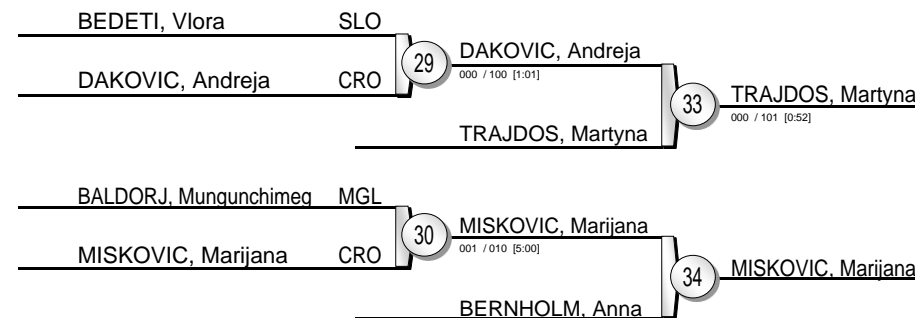 BEDETI, Vlora SLO
DAKOVIC, Andreja CRO
29
DAKOVIC, Andreja
000 / 100 [1:01]
TRAJDOS, Martyna
33
TRAJDOS, Martyna
000 / 101 [0:52]
BALDORJ, Mungunchimeg MGL
MISKOVIC, Marijana CRO
30
MISKOVIC, Marijana
001 / 010 [5:00]
BERNHOLM, Anna
34
MISKOVIC, Marijana